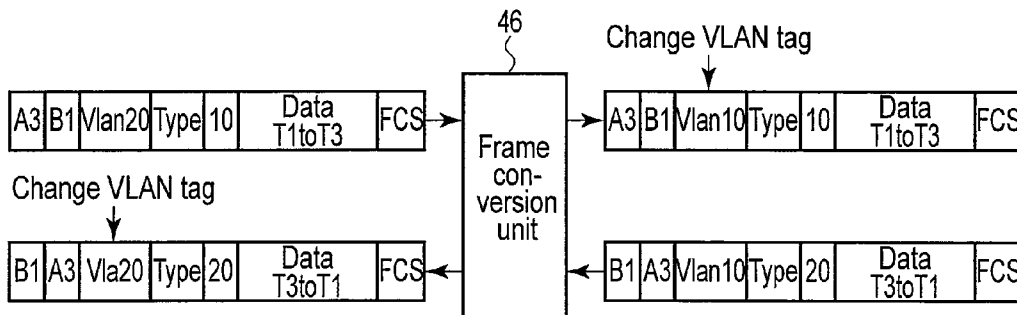 46
Change VLAN tag
A3 B1 Vlan20 Type 10 Data T1toT3 FCS
Frame con-version unit
A3 B1 Vlan10 Type 10 Data T1toT3 FCS
Change VLAN tag
B1 A3 Vla20 Type 20 Data T3toT1 FCS
B1 A3 Vlan10 Type 20 Data T3toT1 FCS